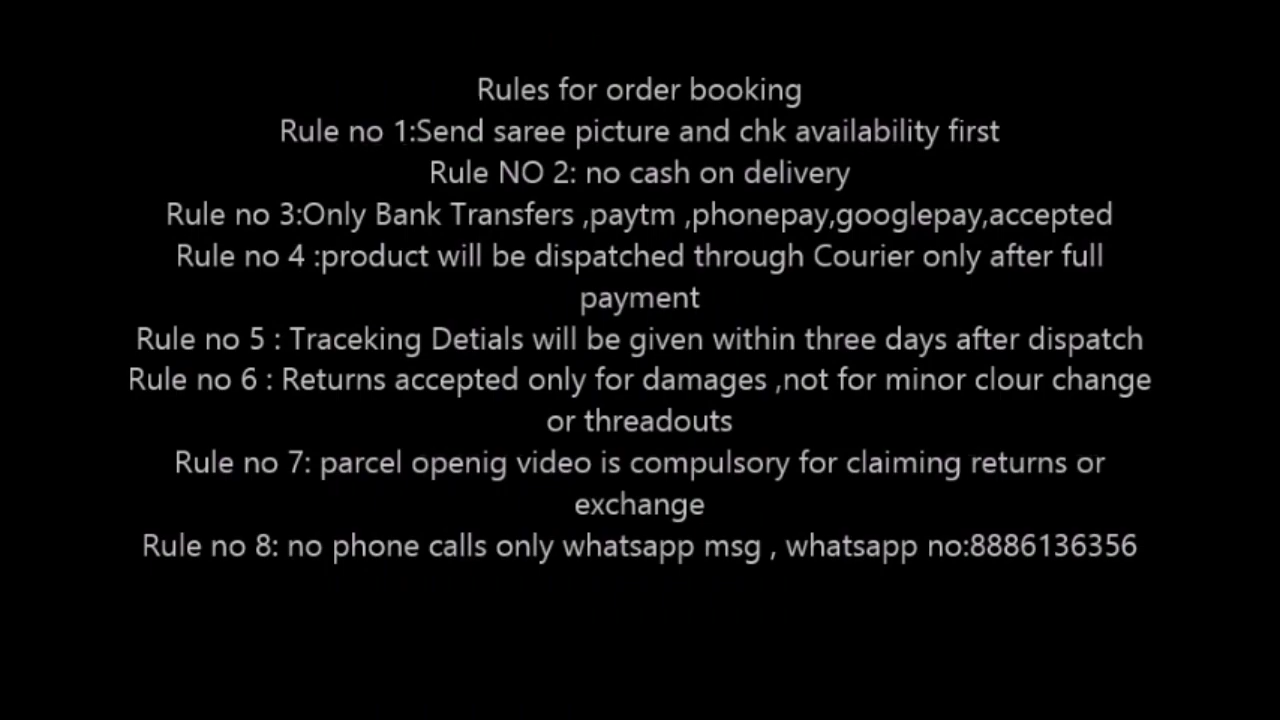 Rules for order booking
Rule no 1:Send saree picture and chk availability first
Rule NO 2: no cash on delivery
Rule no 3:Only Bank Transfers ,paytm ,phonepay,googlepay,accepted
Rule no 4 :product will be dispatched through Courier only after full
payment
Rule no 5 : Traceking Detials will be given within three days after dispatch
Rule no 6 : Returns accepted only for damages ,not for minor clour change
or threadouts
Rule no 7: parcel openig video is compulsory for claiming returns or
exchange
Rule no 8: no phone calls only whatsapp msg , whatsapp no:8886136356